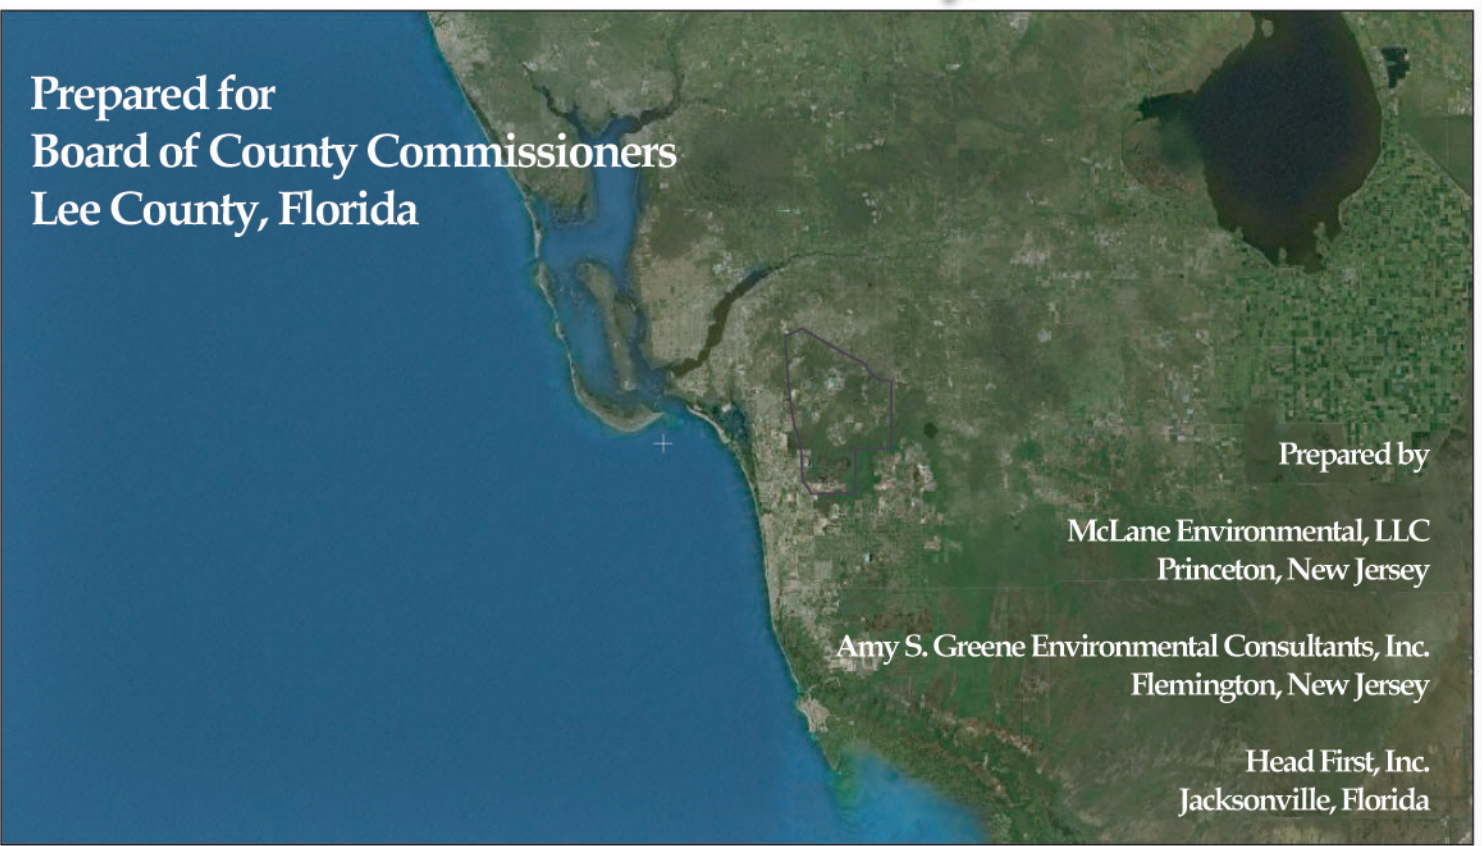 Prepared for
Board of County Commissioners
Lee County, Florida
Prepared by
McLane Environmental, LLC
Princeton, New Jersey
Amy S. Greene Environmental Consultants, Inc.
Flemington, New Jersey
Head First, Inc.
Jacksonville, Florida